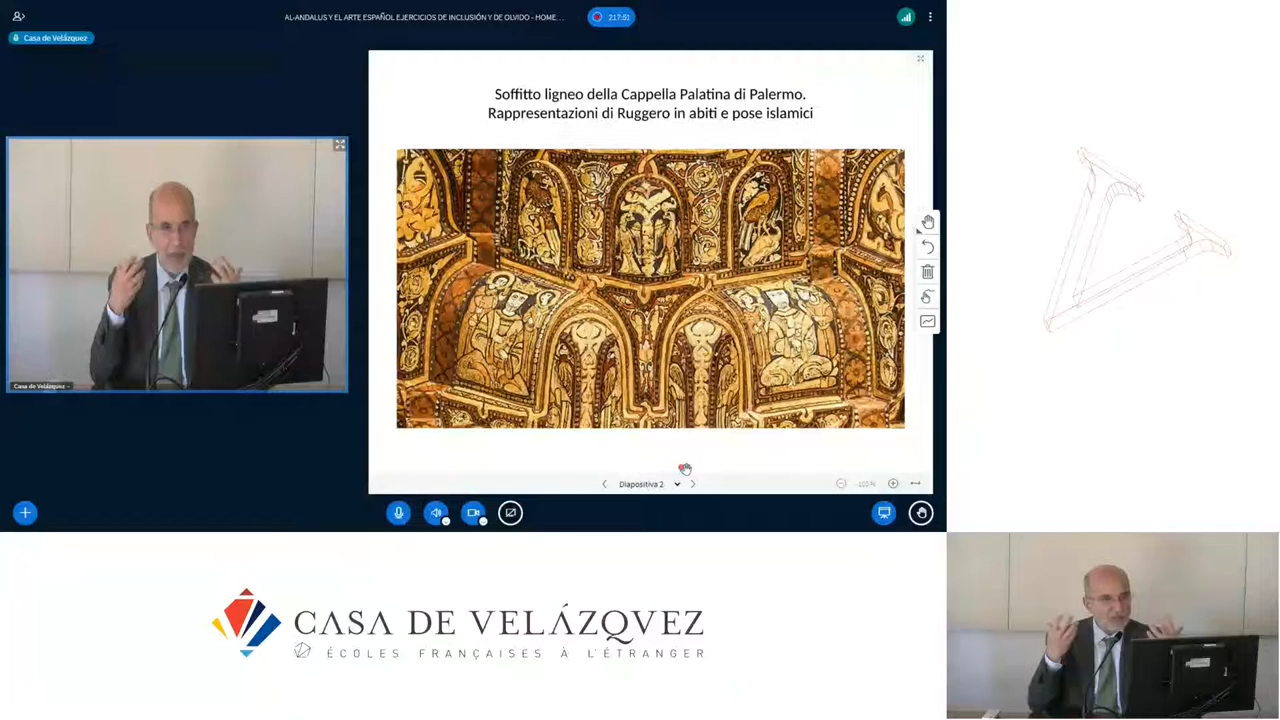 AL-ANDALUS Y EL ARTE ESPAÑOL EJERCICIOS DE INCLUSIÓN Y DE OLVIDO - HOME...
217:51
Casa de Velázquez
Soffitto ligneo della Cappella Palatina di Palermo.
Rappresentazioni di Ruggero in abiti e pose islamici
Casa de Velázquez
Diapositiva 2
CASA DE VELÁZQVEZ
ÉCOLES FRANÇAISES À L'ÉTRANGER